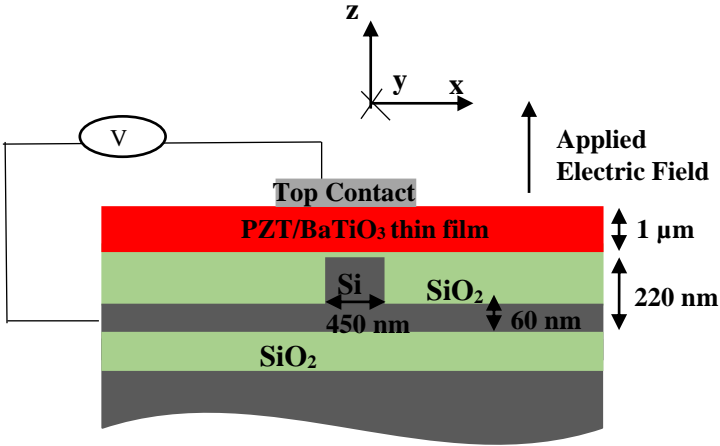 z
y
x
V
Applied
Electric Field
Top Contact
PZT/BaTiO₃ thin film
1 µm
Si
SiO₂
220 nm
450 nm
60 nm
SiO₂